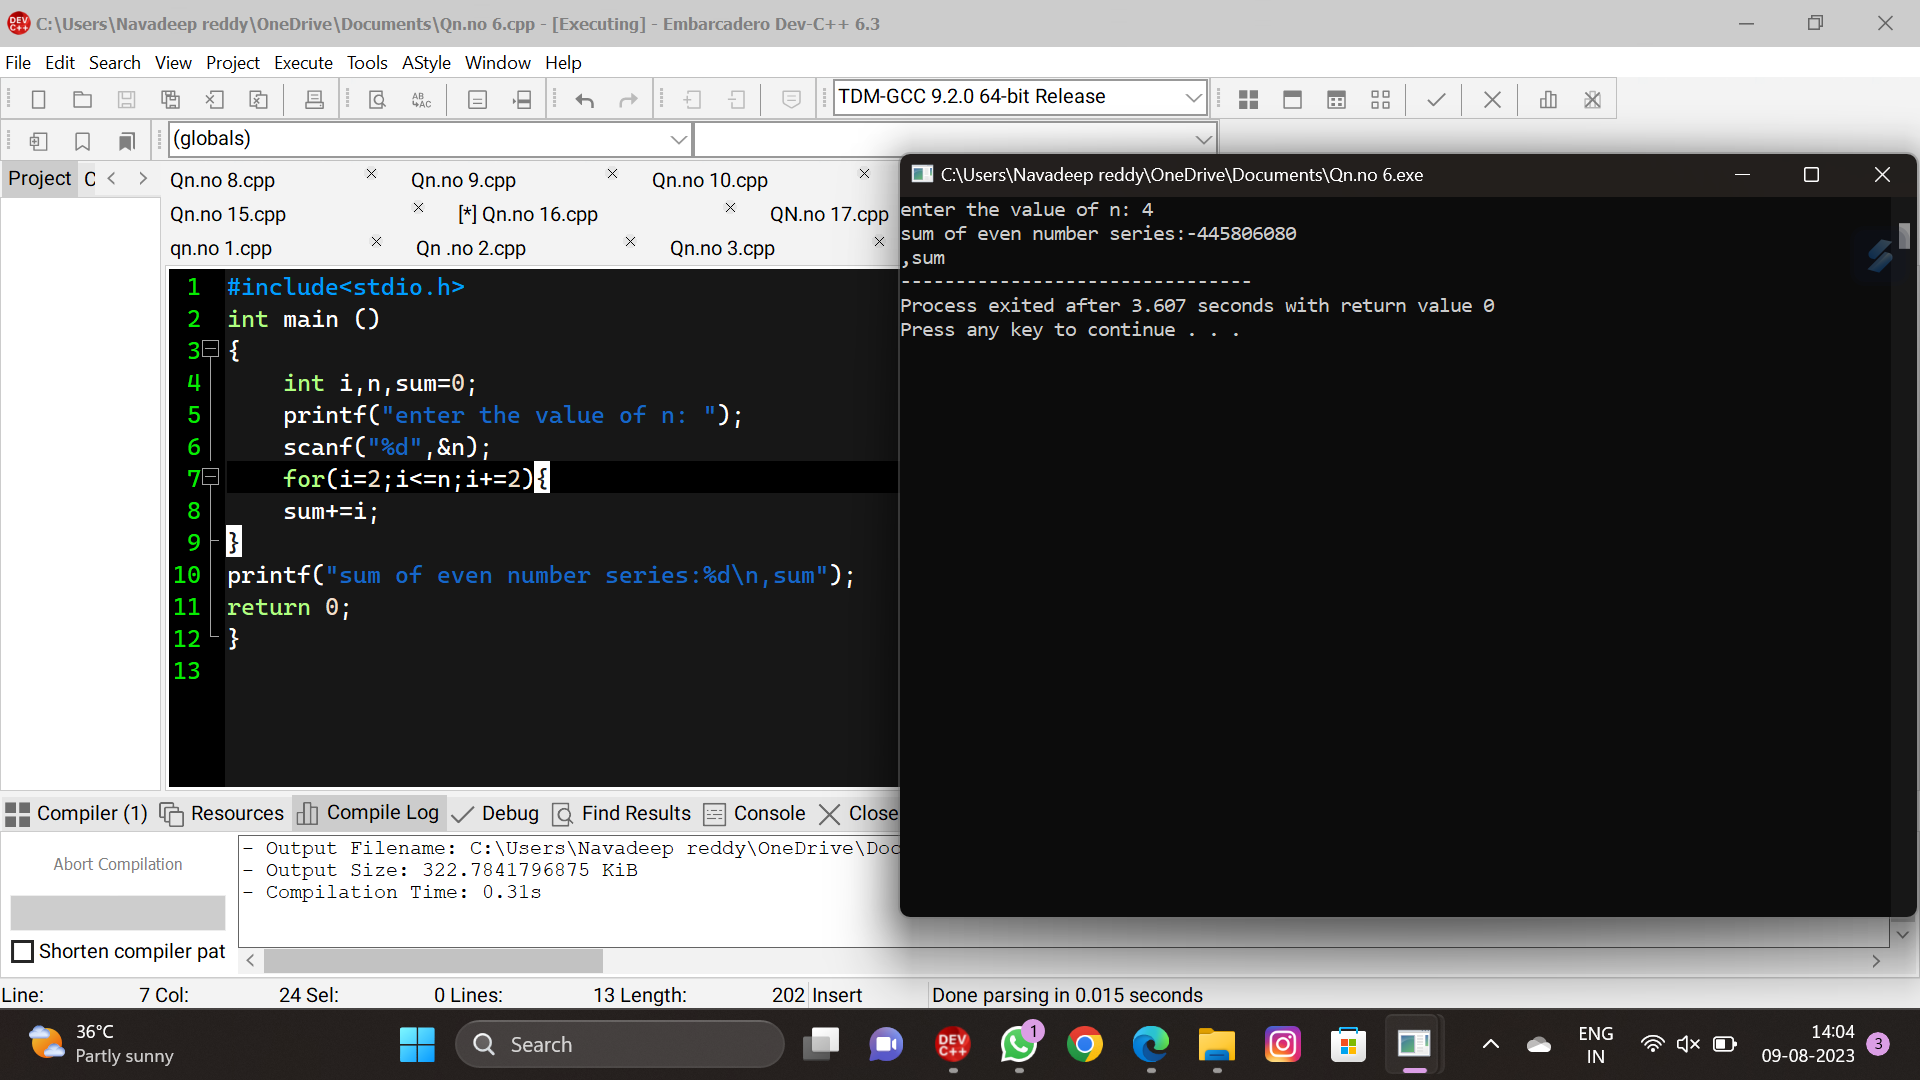 C:\Users\Navadeep reddy\OneDrive\Documents\Qn.no 6.cpp - [Executing] - Embarcadero Dev-C++ 6.3
File Edit Search View Project Execute Tools AStyle Window Help
TDM-GCC 9.2.0 64-bit Release
(globals)
Project
Qn.no 8.cpp Qn.no 9.cpp Qn.no 10.cpp
Qn.no 15.cpp [*] Qn.no 16.cpp QN.no 17.cpp
qn.no 1.cpp Qn .no 2.cpp Qn.no 3.cpp
1 #include<stdio.h>
2 int main ()
3 {
4 int i,n,sum=0;
5 printf("enter the value of n: ");
6 scanf("%d",&n);
7 for(i=2;i<=n;i+=2){
8 sum+=i;
9 }
10 printf("sum of even number series:%d\n,sum");
11 return 0;
12 }
13
C:\Users\Navadeep reddy\OneDrive\Documents\Qn.no 6.exe
enter the value of n: 4
sum of even number series:-445806080
,sum
--------------------------------
Process exited after 3.607 seconds with return value 0
Press any key to continue . . .
Compiler (1) Resources Compile Log Debug Find Results Console Close
Abort Compilation
Shorten compiler pat
- Output Filename: C:\Users\Navadeep reddy\OneDrive\Doc
- Output Size: 322.7841796875 KiB
- Compilation Time: 0.31s
Line: 7 Col: 24 Sel: 0 Lines: 13 Length: 202 Insert Done parsing in 0.015 seconds
36°C
Partly sunny
Search
DEV C++
1
ENG
IN
14:04
09-08-2023
3